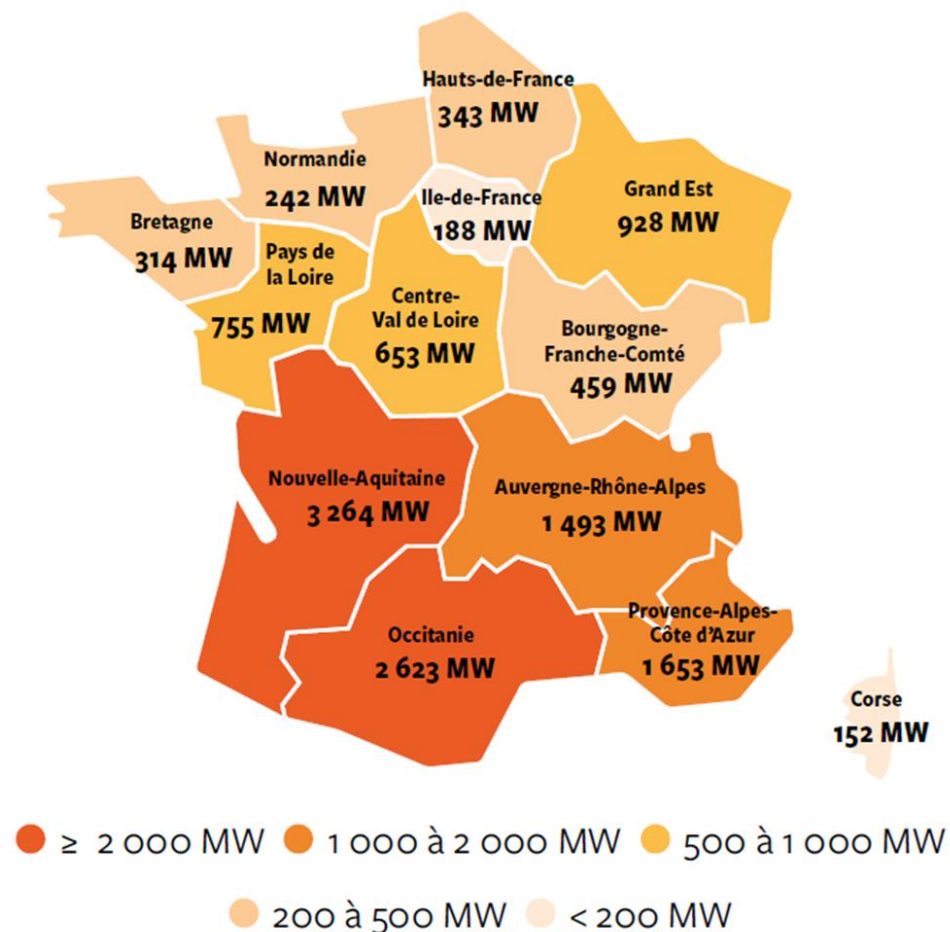 Hauts-de-France
343 MW
Normandie
242 MW
Ile-de-France
188 MW
Grand Est
928 MW
Bretagne
314 MW
Pays de
la Loire
755 MW
Centre-
Val de Loire
653 MW
Bourgogne-
Franche-Comté
459 MW
Nouvelle-Aquitaine
3 264 MW
Auvergne-Rhône-Alpes
1 493 MW
Occitanie
2 623 MW
Provence-Alpes-
Côte d'Azur
1 653 MW
Corse
152 MW
≥ 2 000 MW 1 000 à 2 000 MW 500 à 1 000 MW
200 à 500 MW < 200 MW